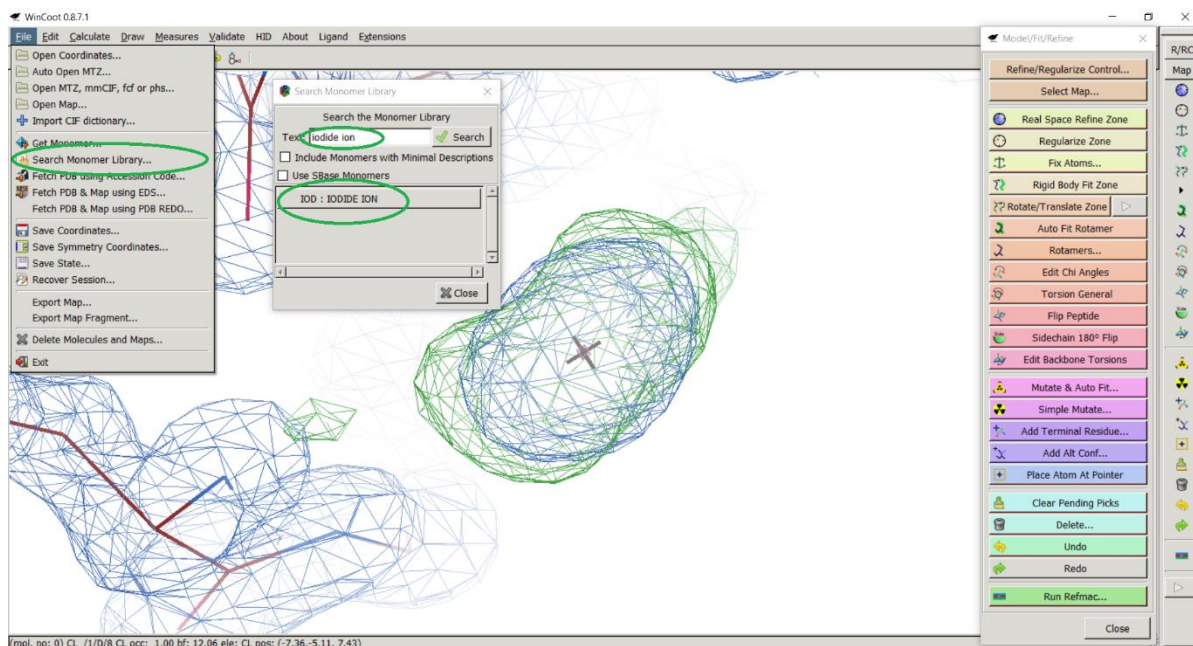 WinCoot 0.8.7.1
File Edit Calculate Draw Measures Validate HID About Ligand Extensions
Open Coordinates...
Auto Open MTZ...
Open MTZ, mmCIF, fcf or phs...
Open Map...
Import CIF dictionary...
Get Monomer...
Search Monomer Library...
Fetch PDB using Accession Code...
Fetch PDB & Map using EDS...
Fetch PDB & Map using PDB REDO...
Save Coordinates...
Save Symmetry Coordinates...
Save State...
Recover Session...
Export Map...
Export Map Fragment...
Delete Molecules and Maps...
Exit
Search Monomer Library
Search the Monomer Library
Text: iodide ion Search
Include Monomers with Minimal Descriptions
Use SBase Monomers
IOD : IODIDE ION
Close
Model/Fit/Refine
Refine/Regularize Control...
Select Map...
Real Space Refine Zone
Regularize Zone
Fix Atoms...
Rigid Body Fit Zone
Rotate/Translate Zone
Auto Fit Rotamer
Rotamers...
Edit Chi Angles
Torsion General
Flip Peptide
Sidechain 180° Flip
Edit Backbone Torsions
Mutate & Auto Fit...
Simple Mutate...
Add Terminal Residue...
Add Alt Conf...
Place Atom At Pointer
Clear Pending Picks
Delete...
Undo
Redo
Run Refmac...
Close
R/RC
Map
(mol. no: 0) CL /1/D/8 CL occ: 1.00 bf: 12.06 ele: CL pos: (-7.36,-5.11, 7.43)